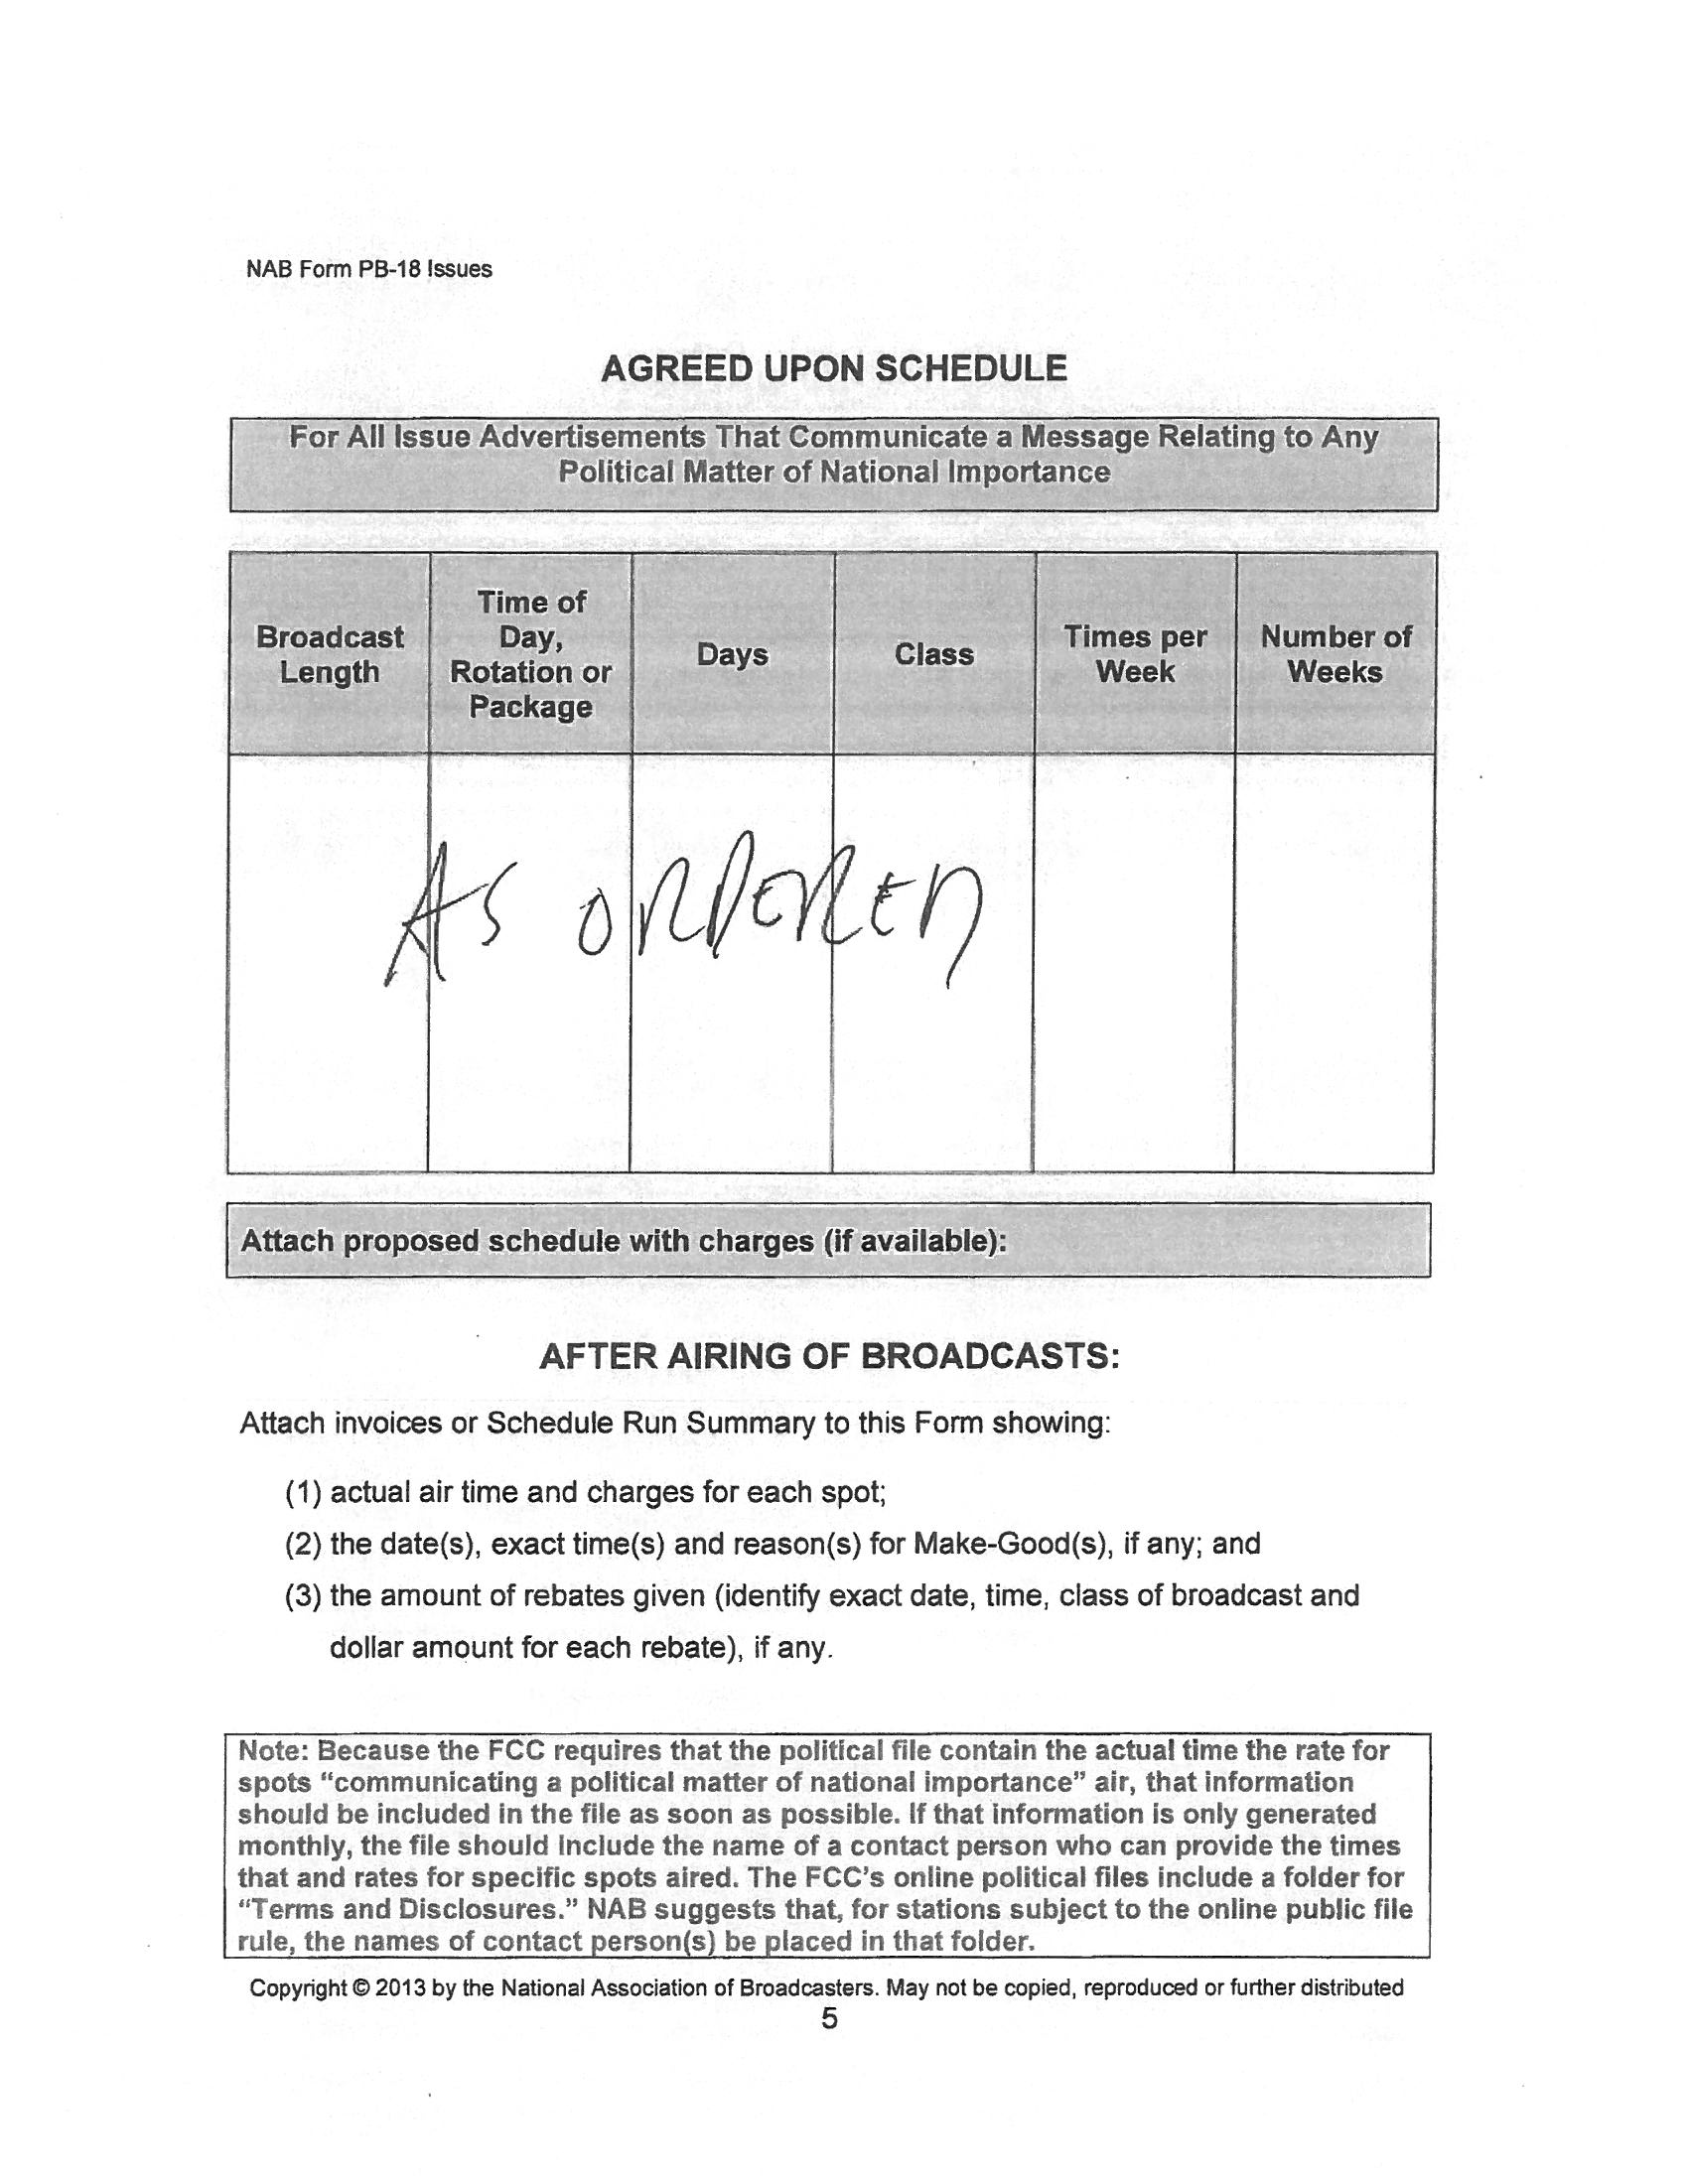 NAB Form PB-18 Issues
AGREED UPON SCHEDULE
For All Issue Advertisements That Communicate a Message Relating to Any
Political Matter of National Importance
Broadcast
Length
Time of
Day,
Rotation or
Package
Days
Class
Times per
Week
Number of
Weeks
AS ORDERED
Attach proposed schedule with charges (if available):
AFTER AIRING OF BROADCASTS:
Attach invoices or Schedule Run Summary to this Form showing:
(1) actual air time and charges for each spot;
(2) the date(s), exact time(s) and reason(s) for Make-Good(s), if any; and
(3) the amount of rebates given (identify exact date, time, class of broadcast and
dollar amount for each rebate), if any.
Note: Because the FCC requires that the political file contain the actual time the rate for
spots “communicating a political matter of national importance” air, that information
should be included in the file as soon as possible. If that information is only generated
monthly, the file should include the name of a contact person who can provide the times
that and rates for specific spots aired. The FCC’s online political files include a folder for
“Terms and Disclosures.” NAB suggests that, for stations subject to the online public file
rule, the names of contact person(s) be placed in that folder.
Copyright © 2013 by the National Association of Broadcasters. May not be copied, reproduced or further distributed
5